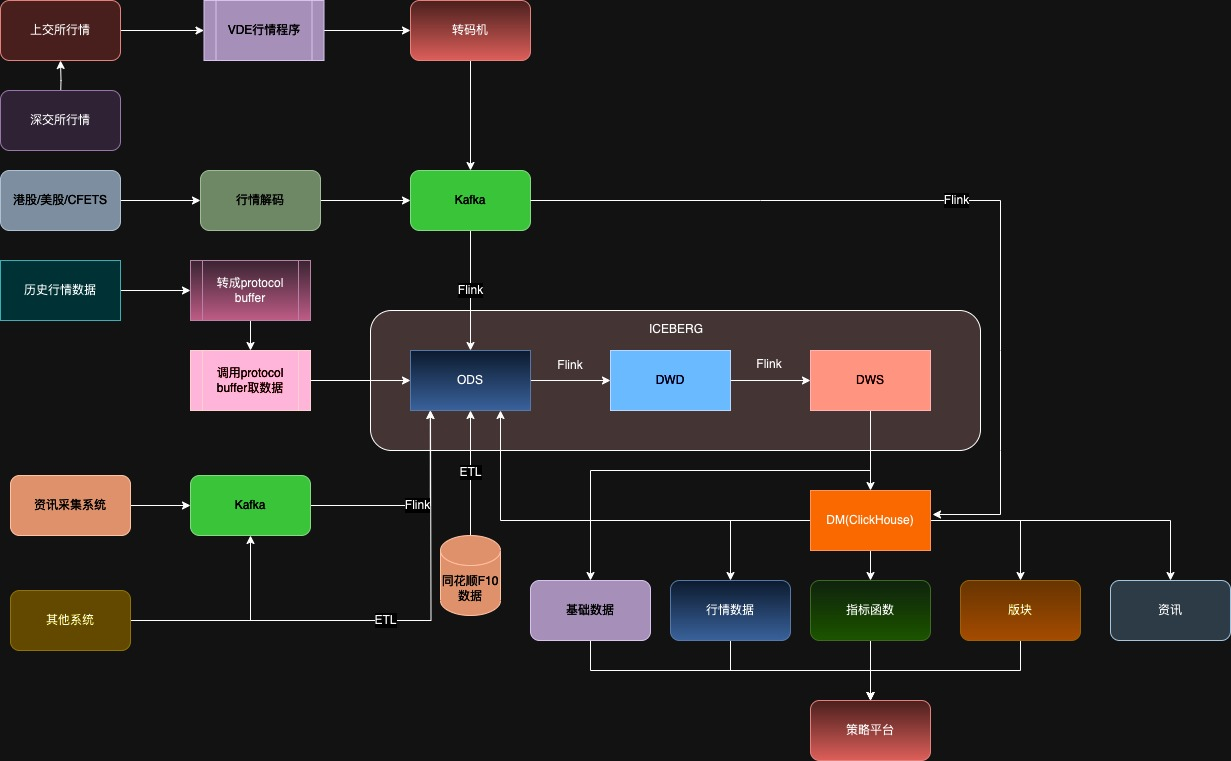 上交所行情
VDE行情程序
转码机
深交所行情
港股/美股/CFETS
行情解码
Kafka
Flink
历史行情数据
转成protocol
buffer
Flink
ICEBERG
调用protocol
buffer取数据
ODS
Flink
DWD
Flink
DWS
ETL
资讯采集系统
Kafka
Flink
DM(ClickHouse)
同花顺F10
数据
其他系统
ETL
基础数据
行情数据
指标函数
版块
资讯
策略平台